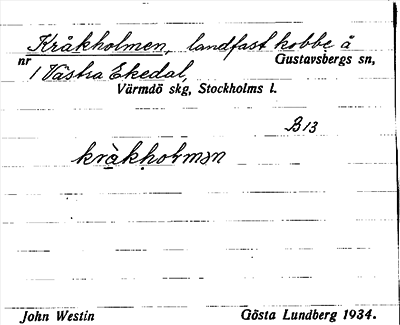 Kråkholmen, landfast kobbe å
nr 1 Västra Ekedal, Gustavsbergs sn,
Värmdö skg, Stockholms l.
B13
kråkholmən
John Westin Gösta Lundberg 1934.